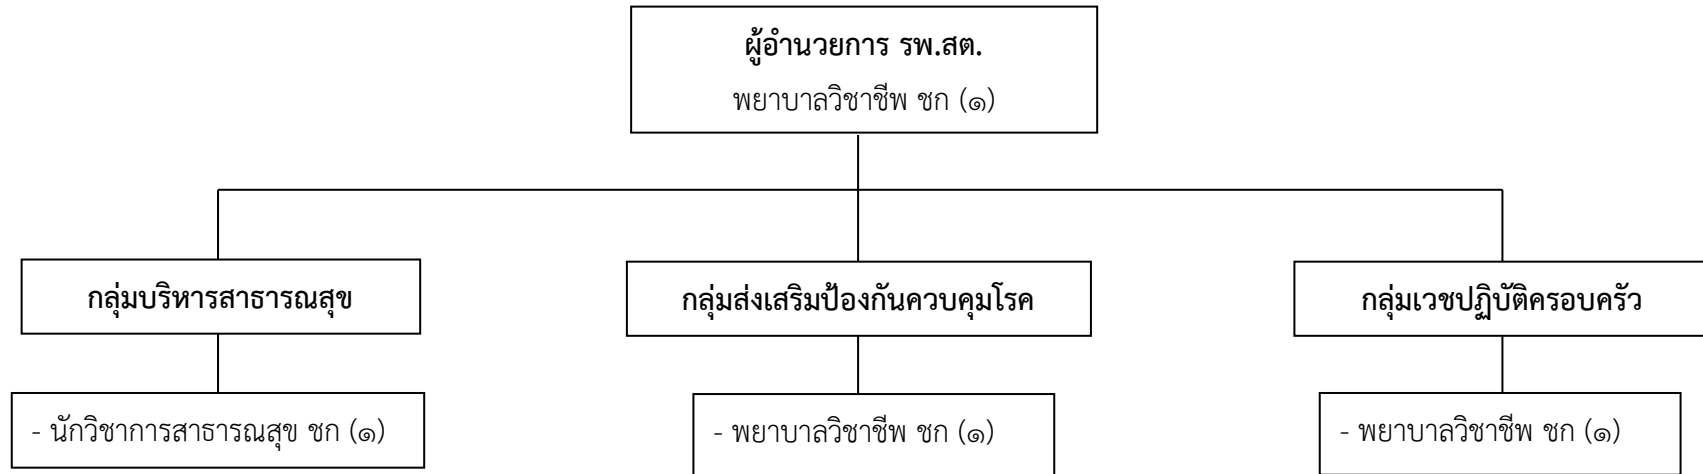 ผู้อำนวยการ รพ.สต.
พยาบาลวิชาชีพ ชก (๑)
กลุ่มบริหารสาธารณสุข
กลุ่มส่งเสริมป้องกันควบคุมโรค
กลุ่มเวชปฏิบัติครอบครัว
- นักวิชาการสาธารณสุข ชก (๑)
- พยาบาลวิชาชีพ ชก (๑)
- พยาบาลวิชาชีพ ชก (๑)